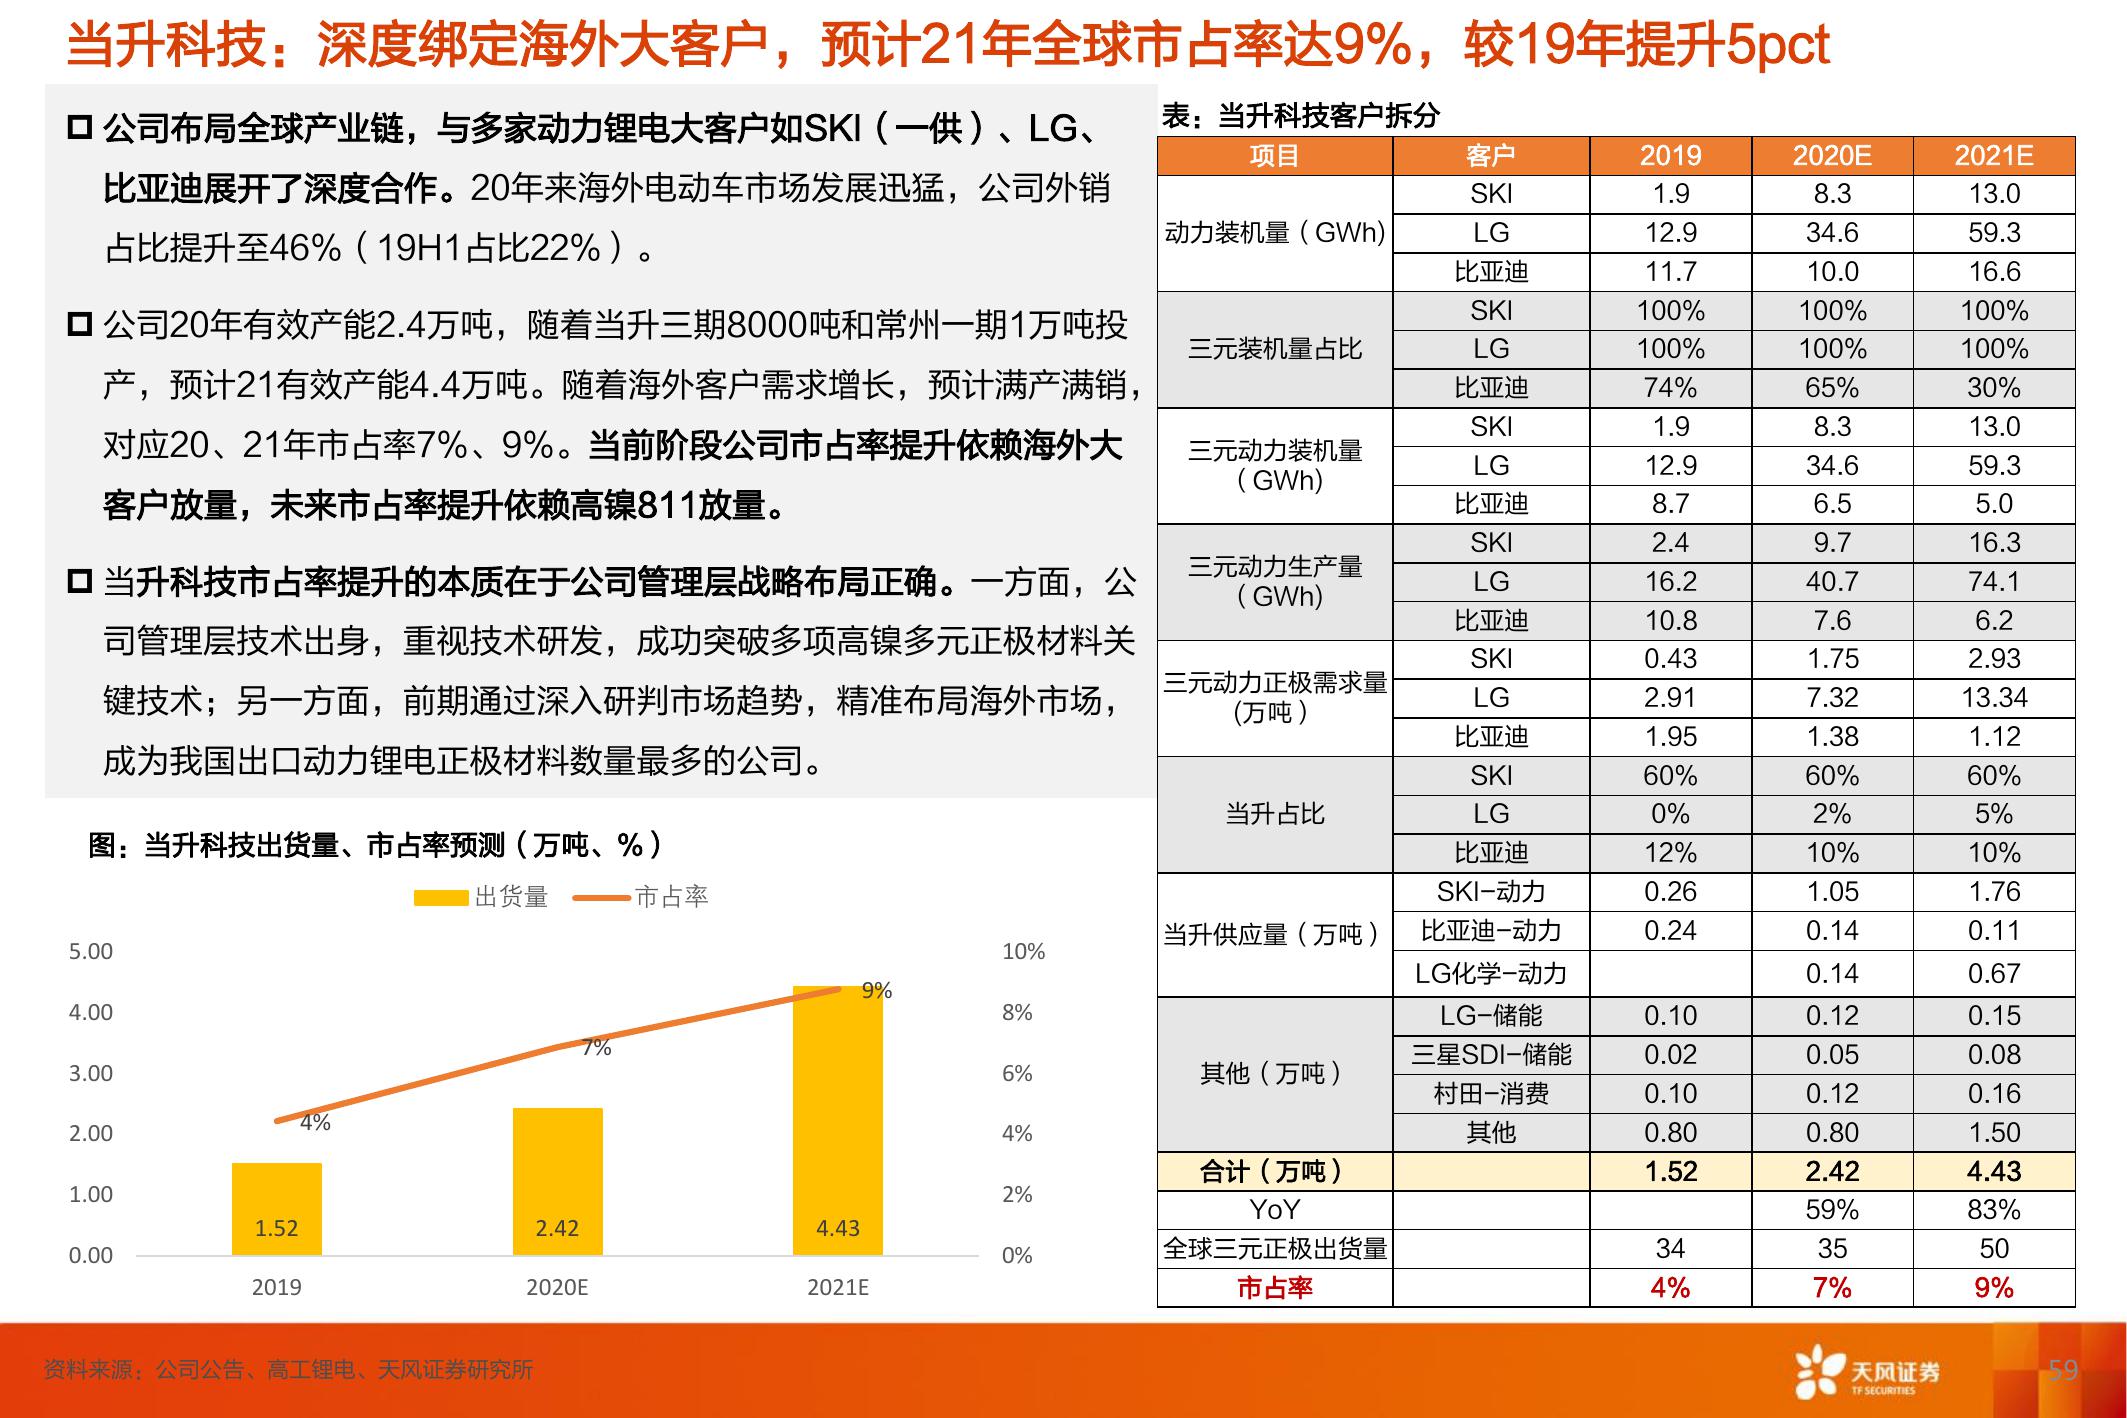 当升科技：深度绑定海外大客户，预计21年全球市占率达9%，较19年提升5pct
公司布局全球产业链，与多家动力锂电大客户如SKI（一供）、LG、
比亚迪展开了深度合作。20年来海外电动车市场发展迅猛，公司外销
占比提升至46%（19H1占比22%）。
公司20年有效产能2.4万吨，随着当升三期8000吨和常州一期1万吨投
产，预计21有效产能4.4万吨。随着海外客户需求增长，预计满产满销，
对应20、21年市占率7%、9%。当前阶段公司市占率提升依赖海外大
客户放量，未来市占率提升依赖高镍811放量。
当升科技市占率提升的本质在于公司管理层战略布局正确。一方面，公
司管理层技术出身，重视技术研发，成功突破多项高镍多元正极材料关
键技术；另一方面，前期通过深入研判市场趋势，精准布局海外市场，
成为我国出口动力锂电正极材料数量最多的公司。
图：当升科技出货量、市占率预测（万吨、%）
出货量 市占率
5.00 10%
9%
4.00 8%
7%
3.00 6%
4%
2.00 4%
1.00 2%
1.52 2.42 4.43
0.00 0%
2019 2020E 2021E
表：当升科技客户拆分
项目 客户 2019 2020E 2021E
动力装机量（GWh) SKI 1.9 8.3 13.0
LG 12.9 34.6 59.3
比亚迪 11.7 10.0 16.6
三元装机量占比 SKI 100% 100% 100%
LG 100% 100% 100%
比亚迪 74% 65% 30%
三元动力装机量
（GWh) SKI 1.9 8.3 13.0
LG 12.9 34.6 59.3
比亚迪 8.7 6.5 5.0
三元动力生产量
（GWh) SKI 2.4 9.7 16.3
LG 16.2 40.7 74.1
比亚迪 10.8 7.6 6.2
三元动力正极需求量
(万吨） SKI 0.43 1.75 2.93
LG 2.91 7.32 13.34
比亚迪 1.95 1.38 1.12
当升占比 SKI 60% 60% 60%
LG 0% 2% 5%
比亚迪 12% 10% 10%
当升供应量（万吨） SKI-动力 0.26 1.05 1.76
比亚迪-动力 0.24 0.14 0.11
LG化学-动力 0.14 0.67
其他（万吨） LG-储能 0.10 0.12 0.15
三星SDI-储能 0.02 0.05 0.08
村田-消费 0.10 0.12 0.16
其他 0.80 0.80 1.50
合计（万吨） 1.52 2.42 4.43
YoY 59% 83%
全球三元正极出货量 34 35 50
市占率 4% 7% 9%
资料来源：公司公告、高工锂电、天风证券研究所
天风证券
TF SECURITIES
59